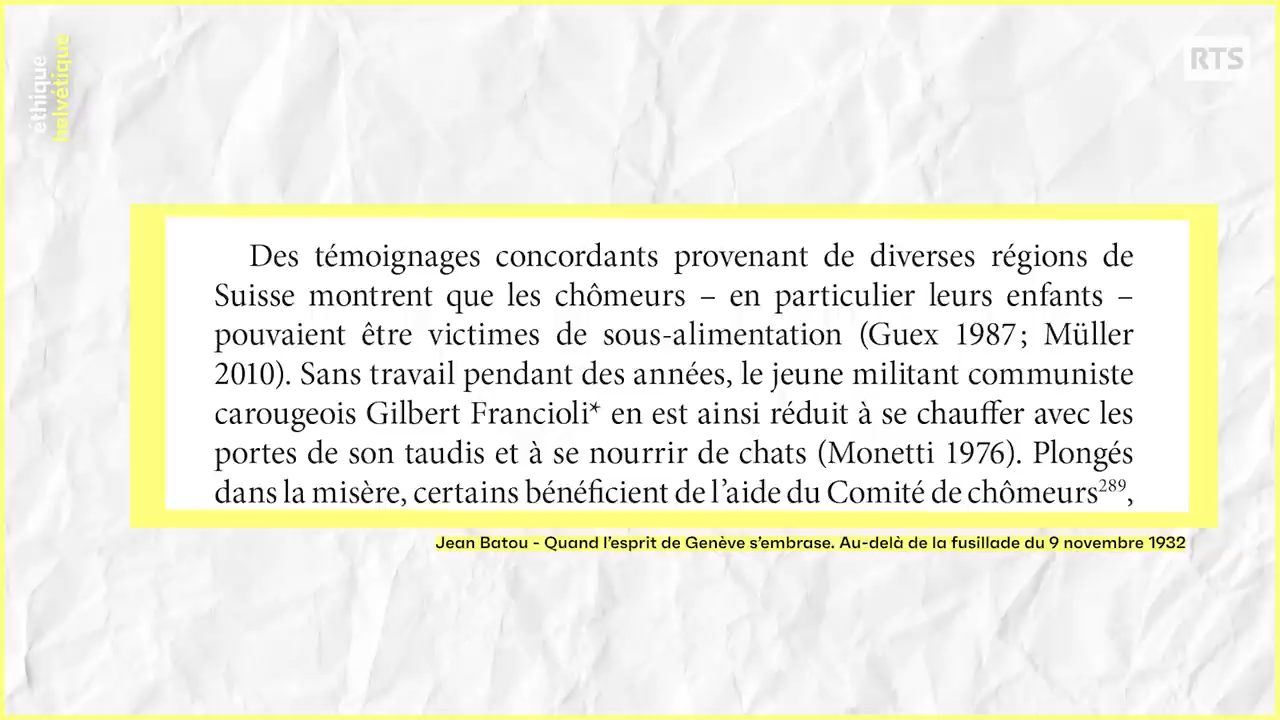 éthique
helvétique
RTS
Des témoignages concordants provenant de diverses régions de
Suisse montrent que les chômeurs – en particulier leurs enfants –
pouvaient être victimes de sous-alimentation (Guex 1987 ; Müller
2010). Sans travail pendant des années, le jeune militant communiste
carougeois Gilbert Francioli* en est ainsi réduit à se chauffer avec les
portes de son taudis et à se nourrir de chats (Monetti 1976). Plongés
dans la misère, certains bénéficient de l’aide du Comité de chômeurs²⁸⁹,
Jean Batou - Quand l’esprit de Genève s’embrase. Au-delà de la fusillade du 9 novembre 1932